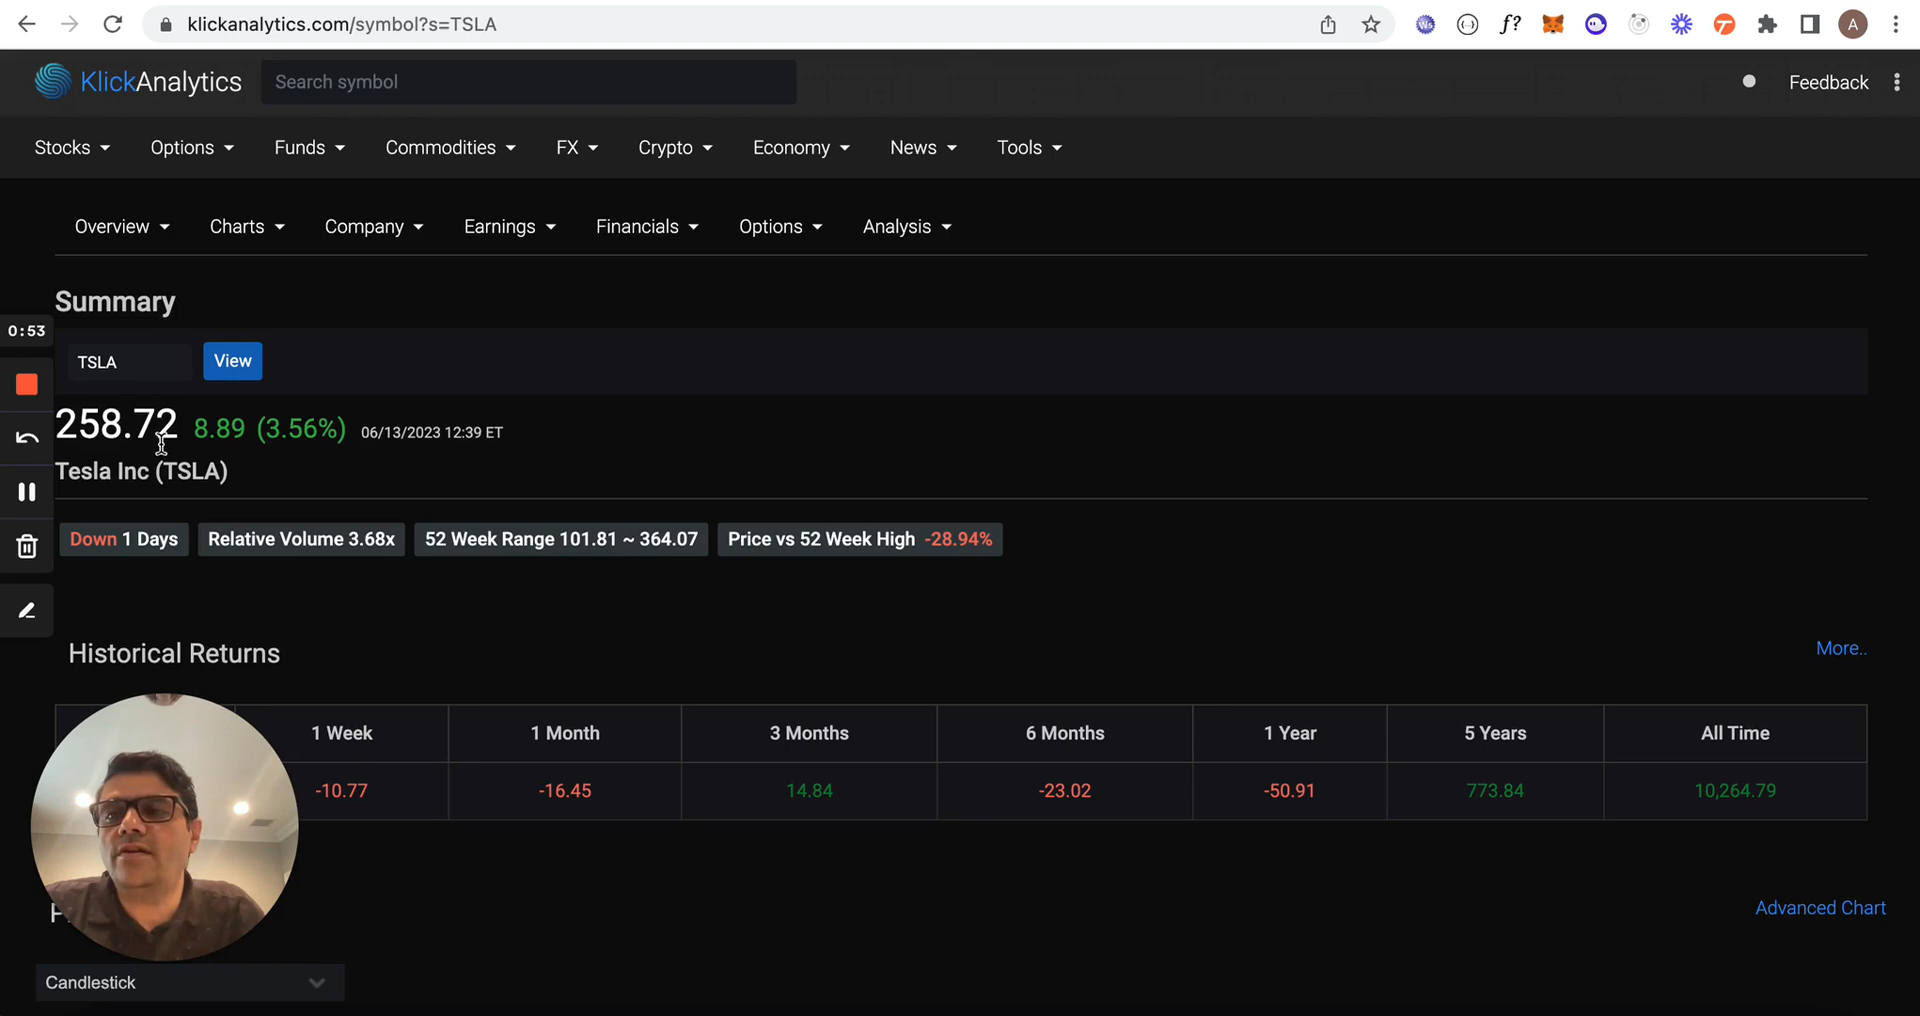 klickanalytics.com/symbol?s=TSLA
A
KlickAnalytics
Search symbol
Feedback
Stocks
Options
Funds
Commodities
FX
Crypto
Economy
News
Tools
Overview
Charts
Company
Earnings
Financials
Options
Analysis
Summary
0:53
TSLA
View
258.72 8.89 (3.56%) 06/13/2023 12:39 ET
Tesla Inc (TSLA)
Down 1 Days
Relative Volume 3.68x
52 Week Range 101.81 ~ 364.07
Price vs 52 Week High -28.94%
Historical Returns
More..
1 Week
1 Month
3 Months
6 Months
1 Year
5 Years
All Time
-10.77
-16.45
14.84
-23.02
-50.91
773.84
10,264.79
Advanced Chart
Candlestick